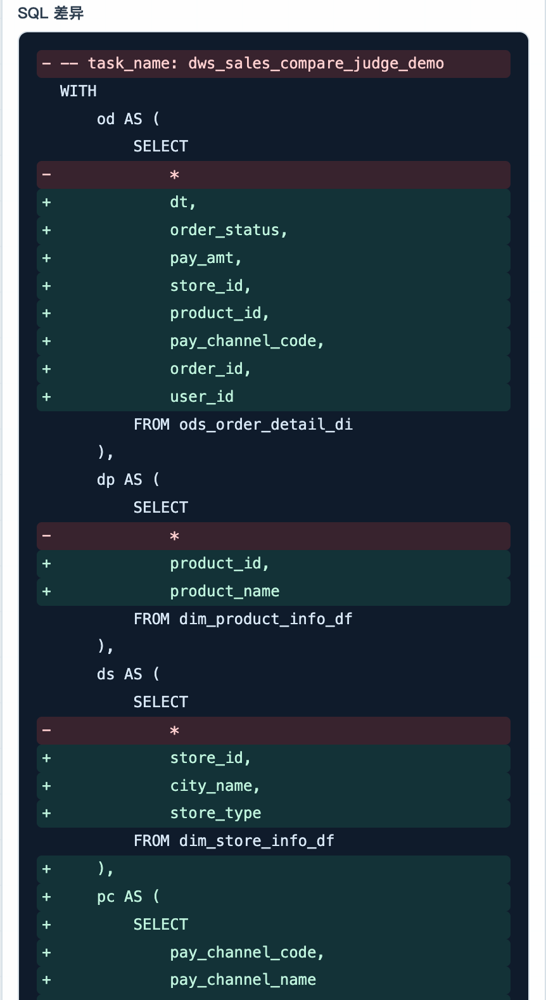 SQL 差异
- -- task_name: dws_sales_compare_judge_demo
  WITH
      od AS (
          SELECT
-             *
+             dt,
+             order_status,
+             pay_amt,
+             store_id,
+             product_id,
+             pay_channel_code,
+             order_id,
+             user_id
          FROM ods_order_detail_di
      ),
      dp AS (
          SELECT
-             *
+             product_id,
+             product_name
          FROM dim_product_info_df
      ),
      ds AS (
          SELECT
-             *
+             store_id,
+             city_name,
+             store_type
          FROM dim_store_info_df
+     ),
+     pc AS (
+         SELECT
+             pay_channel_code,
+             pay_channel_name